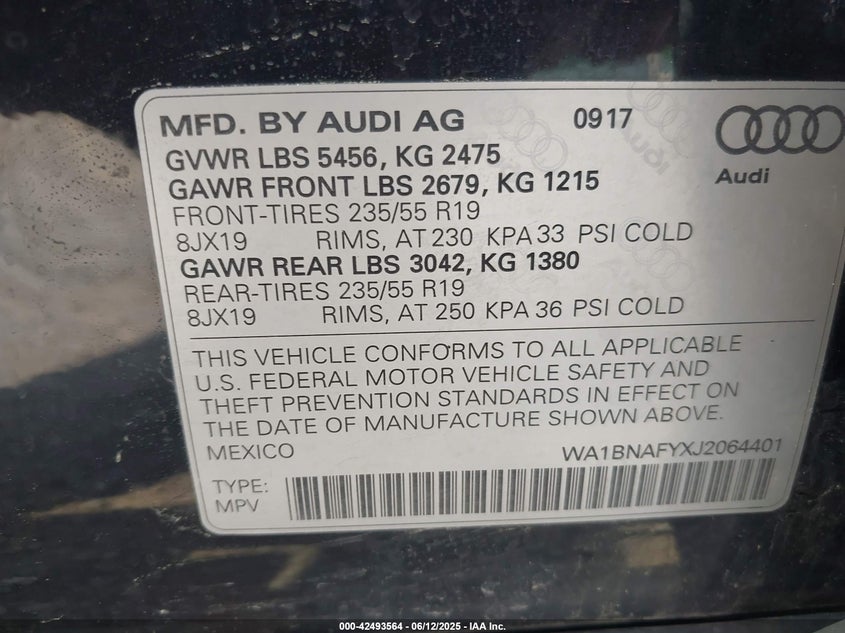 MFD. BY AUDI AG 0917
GVWR LBS 5456, KG 2475
GAWR FRONT LBS 2679, KG 1215
Audi
FRONT-TIRES 235/55 R19
8JX19 RIMS, AT 230 KPA 33 PSI COLD
GAWR REAR LBS 3042, KG 1380
REAR-TIRES 235/55 R19
8JX19 RIMS, AT 250 KPA 36 PSI COLD
THIS VEHICLE CONFORMS TO ALL APPLICABLE
U.S. FEDERAL MOTOR VEHICLE SAFETY AND
THEFT PREVENTION STANDARDS IN EFFECT ON
THE DATE OF MANUFACTURE SHOWN ABOVE.
MEXICO WA1BNAFYXJ2064401
TYPE:
MPV
000-42493564 - 06/12/2025 - IAA Inc.